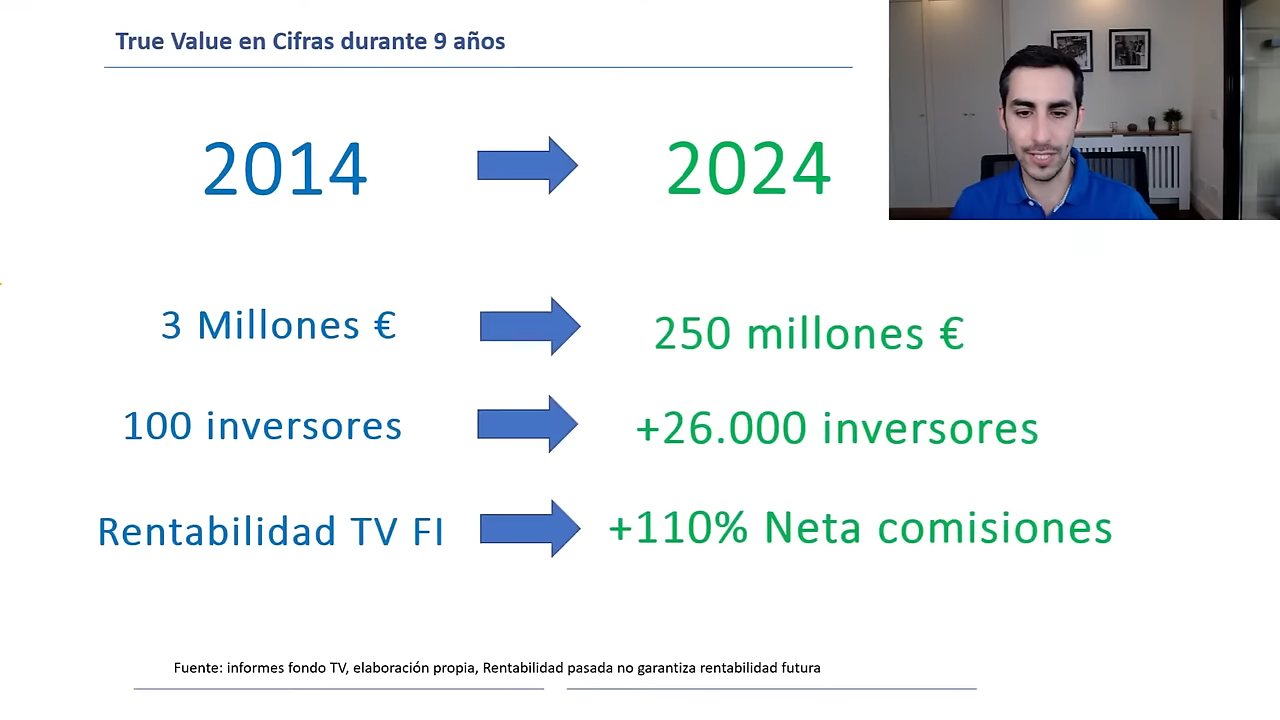 True Value en Cifras durante 9 años
2014
2024
3 Millones €
250 millones €
100 inversores
+26.000 inversores
Rentabilidad TV FI
+110% Neta comisiones
Fuente: informes fondo TV, elaboración propia, Rentabilidad pasada no garantiza rentabilidad futura